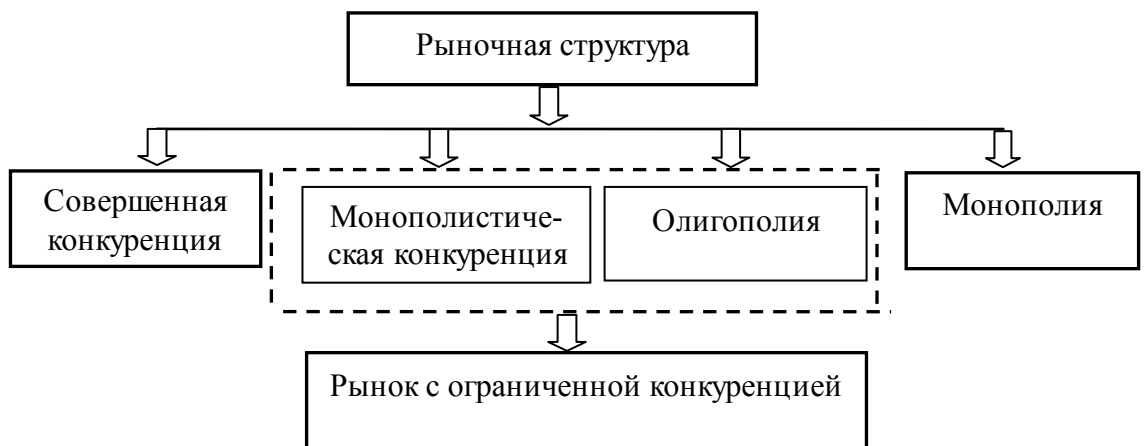 Рыночная структура
Совершенная
конкуренция
Монополистиче-
ская конкуренция
Олигополия
Монополия
Рынок с ограниченной конкуренцией